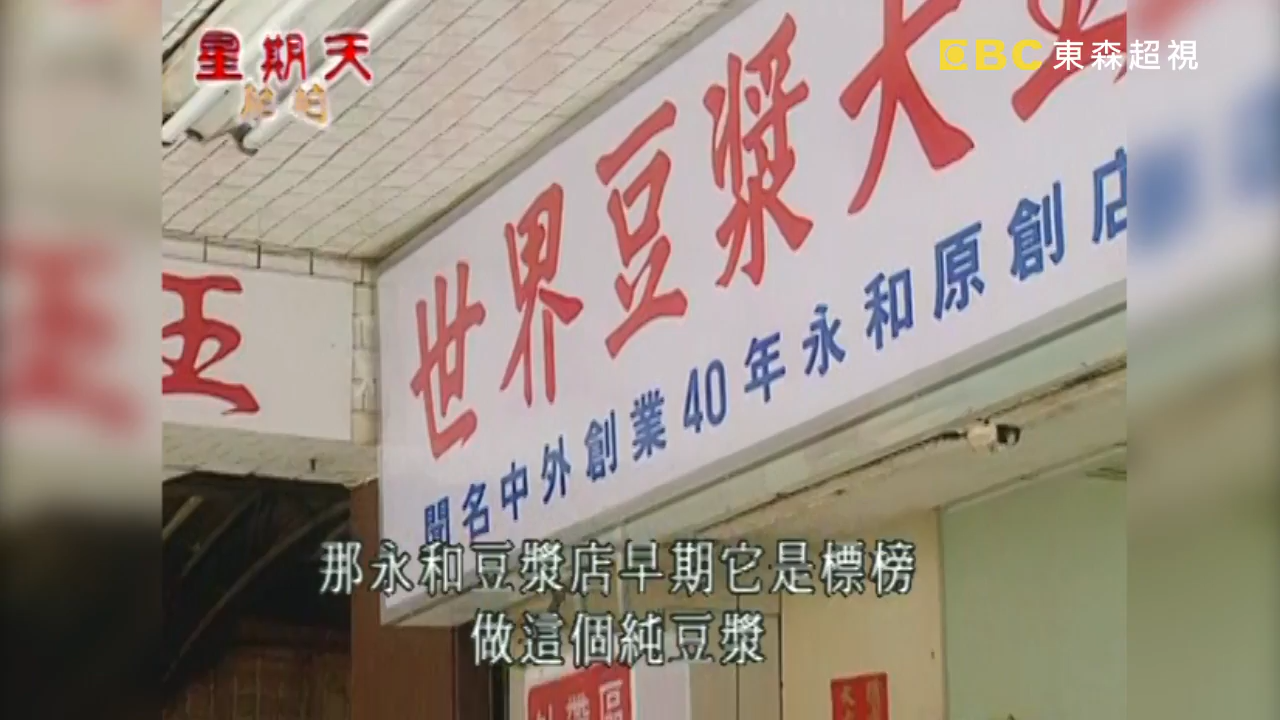 星期天
EBC 東森超視
世界豆漿大王
王
聞名中外創業40年永和原創店
那永和豆漿店早期它是標榜
做這個純豆漿